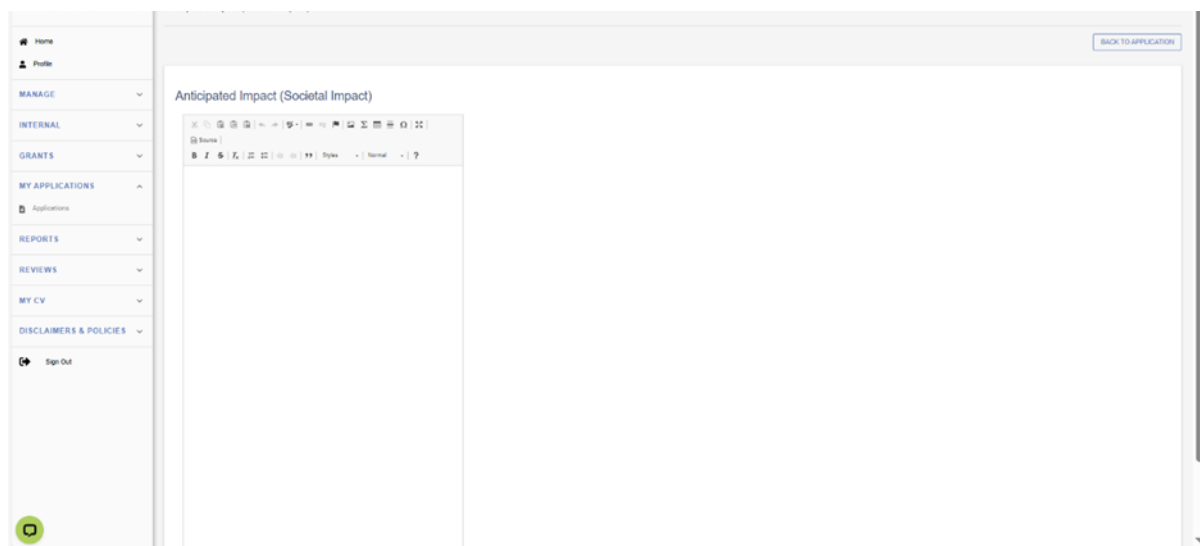 Home
Profile
MANAGE
INTERNAL
GRANTS
MY APPLICATIONS
Applications
REPORTS
REVIEWS
MY CV
DISCLAIMERS & POLICIES
Sign Out
BACK TO APPLICATION
Anticipated Impact (Societal Impact)
Source
B I S Styles Normal ?